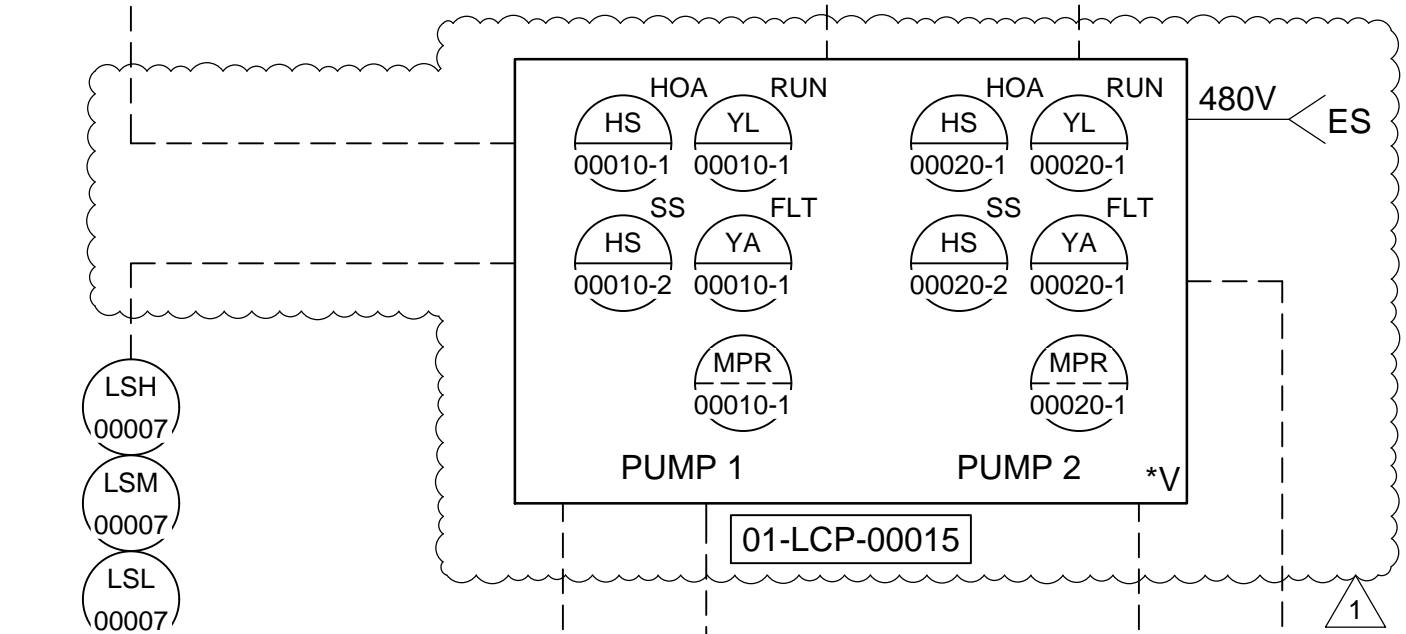 HOA RUN HOA RUN
480V
ES
HS YL HS YL
00010-1 00010-1 00020-1 00020-1
SS FLT SS FLT
HS YA HS YA
00010-2 00010-1 00020-2 00020-1
MPR MPR
00010-1 00020-1
LSH
00007
PUMP 1 PUMP 2 *V
LSM
00007
01-LCP-00015
LSL
00007
1